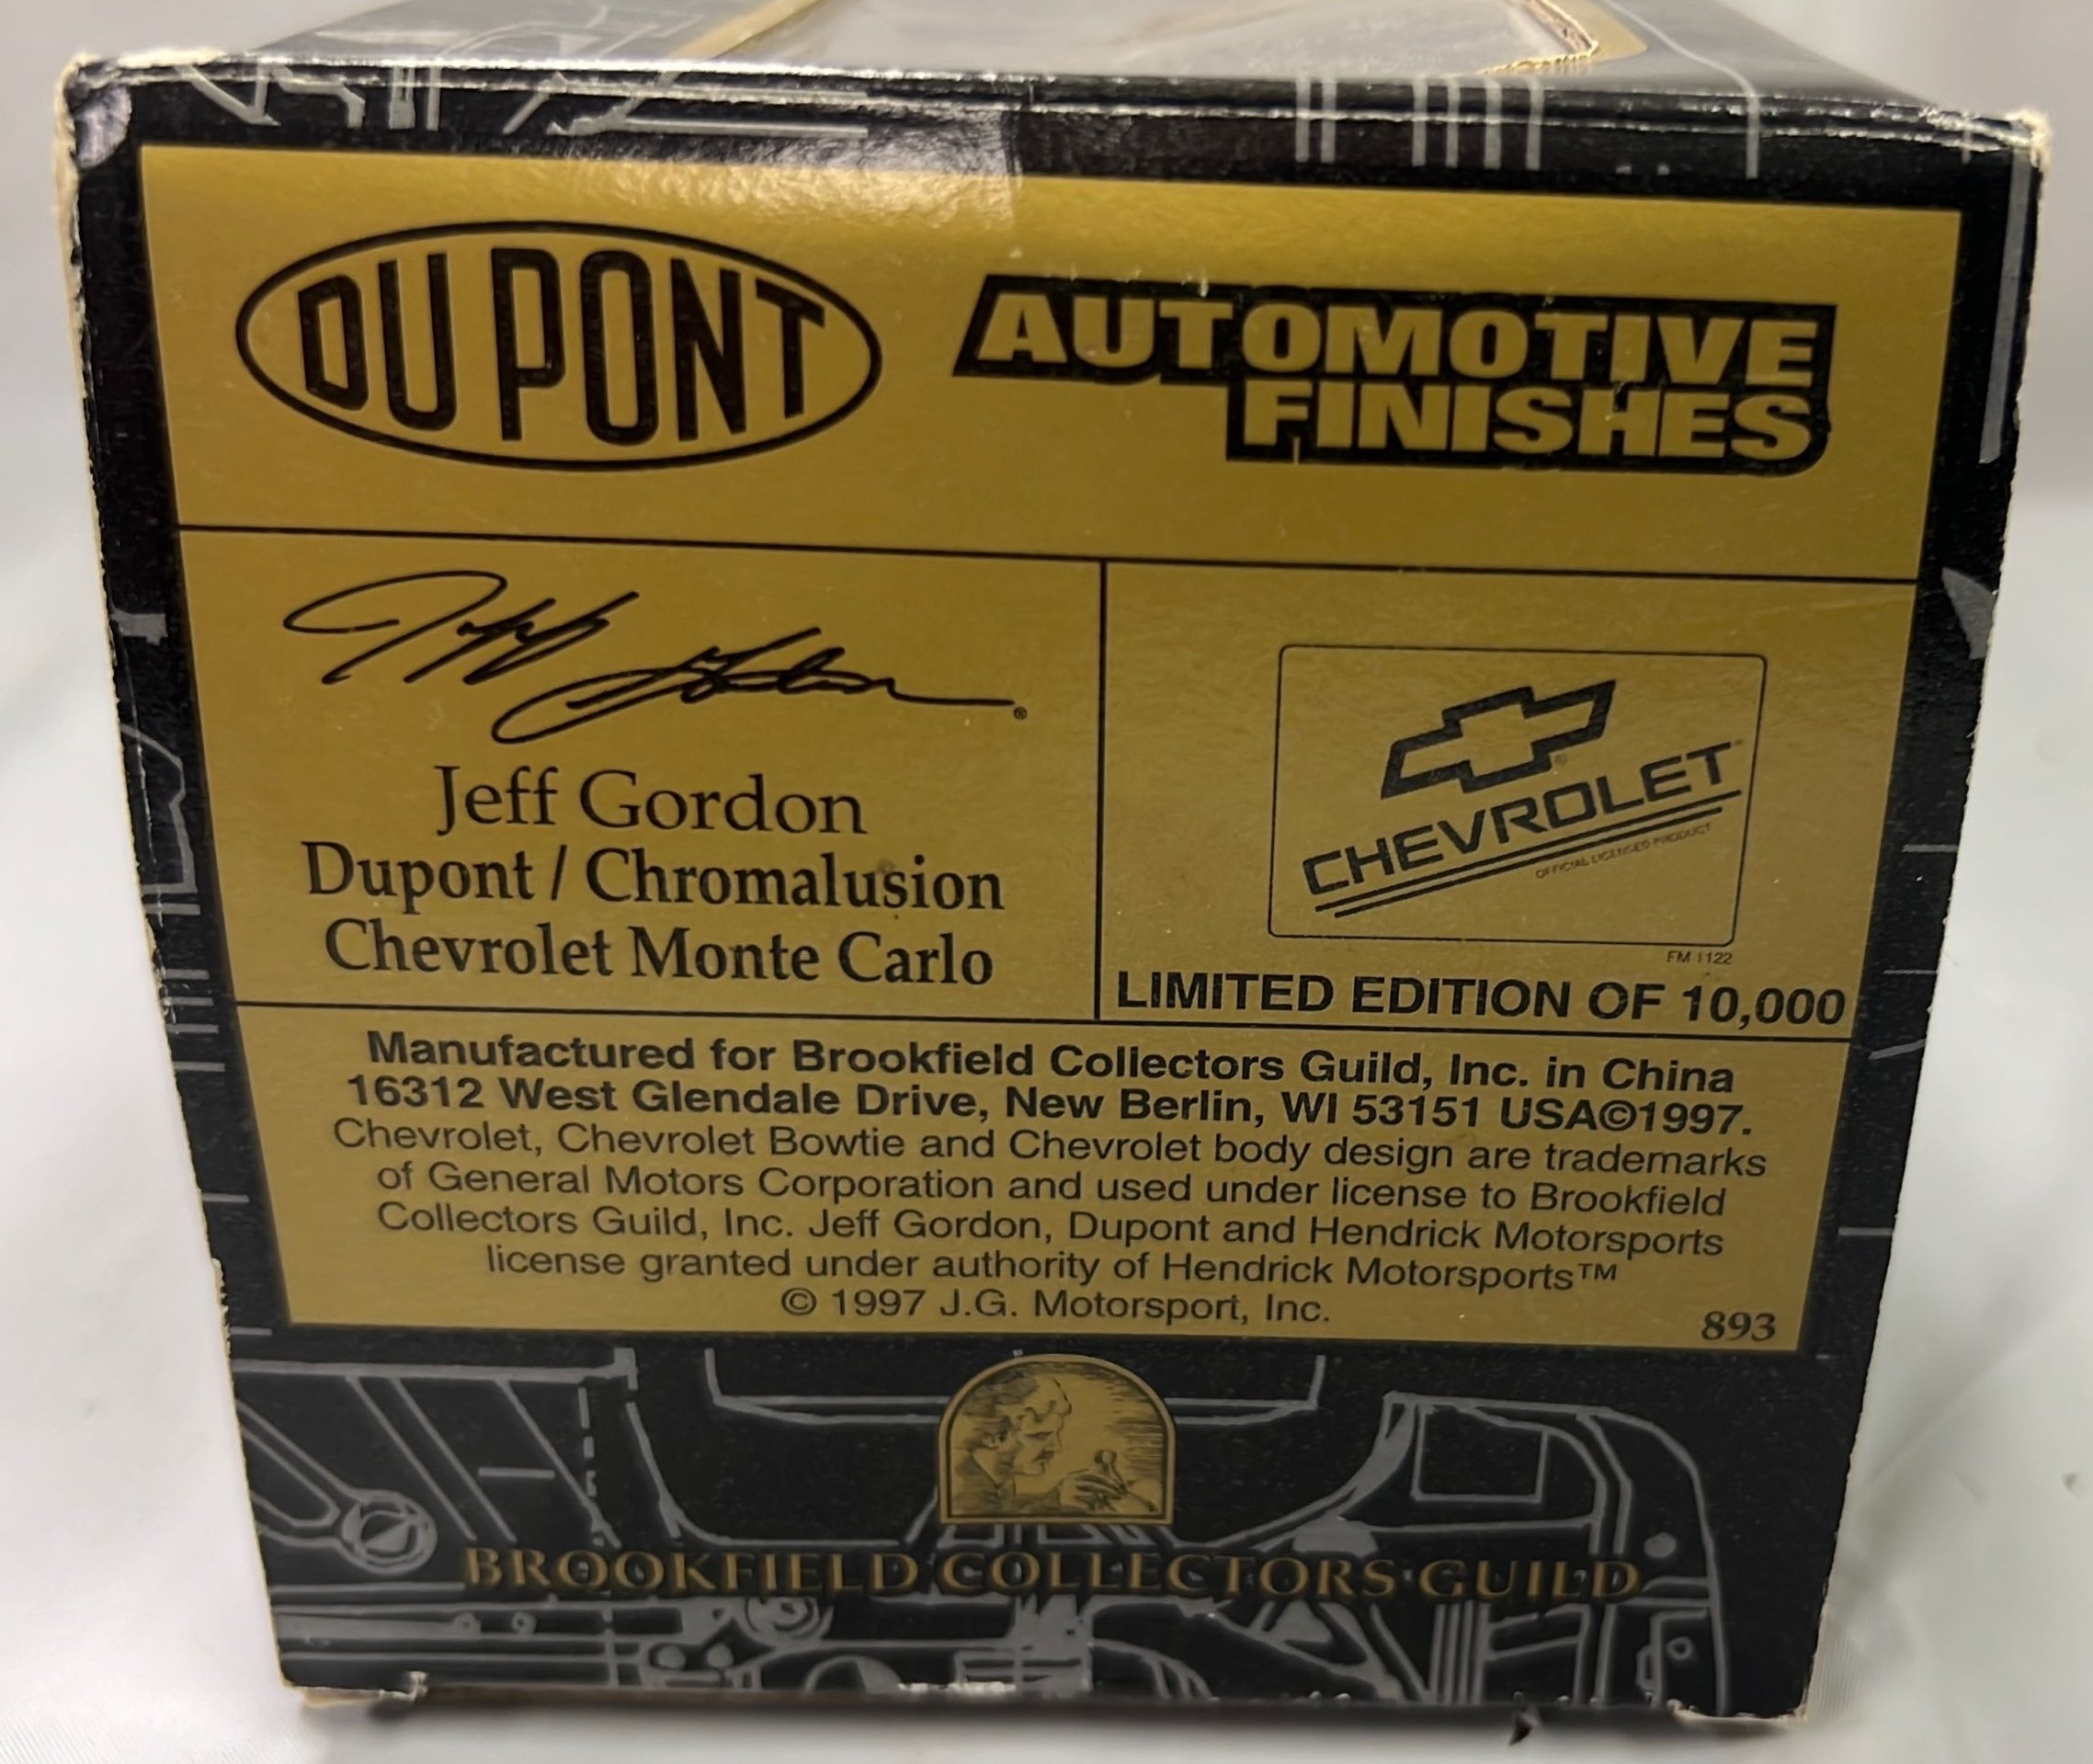 DU PONT
AUTOMOTIVE
FINISHES
Jeff Gordon ®
Jeff Gordon
Dupont / Chromalusion
Chevrolet Monte Carlo
CHEVROLET
OFFICIAL LICENSED PRODUCT
FM 1122
LIMITED EDITION OF 10,000
Manufactured for Brookfield Collectors Guild, Inc. in China
16312 West Glendale Drive, New Berlin, WI 53151 USA©1997.
Chevrolet, Chevrolet Bowtie and Chevrolet body design are trademarks
of General Motors Corporation and used under license to Brookfield
Collectors Guild, Inc. Jeff Gordon, Dupont and Hendrick Motorsports
license granted under authority of Hendrick Motorsports™
© 1997 J.G. Motorsport, Inc.
893
BROOKFIELD COLLECTORS GUILD